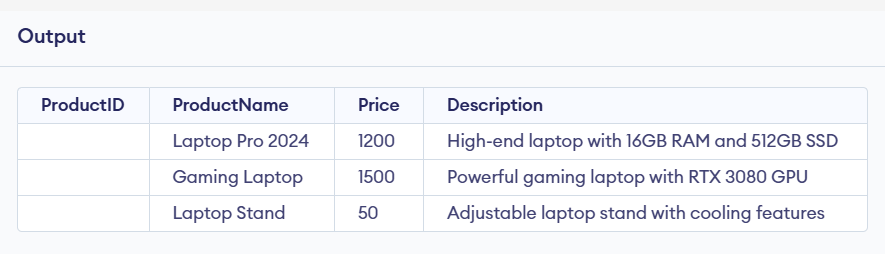 Output
ProductID ProductName Price Description
Laptop Pro 2024 1200 High-end laptop with 16GB RAM and 512GB SSD
Gaming Laptop 1500 Powerful gaming laptop with RTX 3080 GPU
Laptop Stand 50 Adjustable laptop stand with cooling features